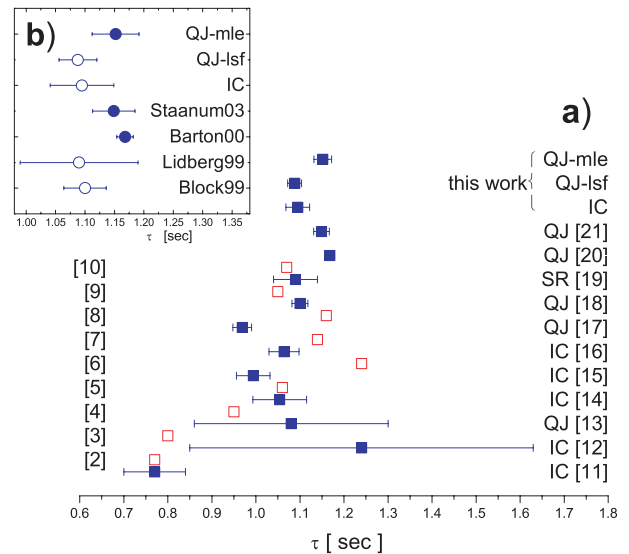 b)
QJ-mle
QJ-lsf
IC
Staanum03
Barton00
Lidberg99
Block99
1.00 1.05 1.10 1.15 1.20 1.25 1.30 1.35
τ [sec]
a)
QJ-mle
this work { QJ-lsf
IC
QJ [21]
QJ [20]
[10] SR [19]
[9] QJ [18]
[8] QJ [17]
[7] IC [16]
[6] IC [15]
[5] IC [14]
[4] QJ [13]
[3] IC [12]
[2] IC [11]
0.6 0.7 0.8 0.9 1.0 1.1 1.2 1.3 1.4 1.5 1.6 1.7 1.8
τ [ sec ]